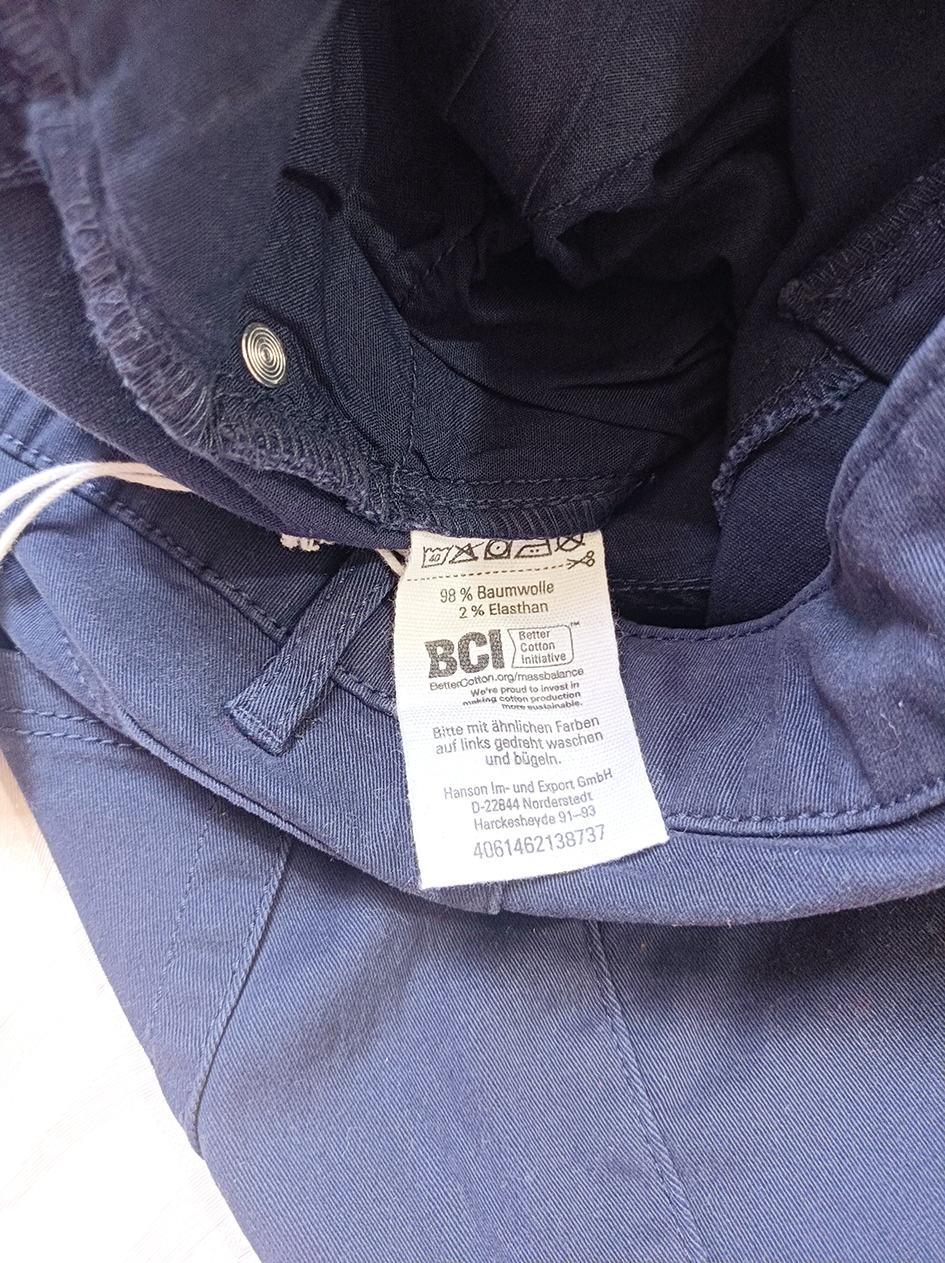 40
98 % Baumwolle
2 % Elasthan
BCI Better
Cotton
Initiative™
BetterCotton.org/massbalance
We're proud to invest in
making cotton production
more sustainable.
Bitte mit ähnlichen Farben
auf links gedreht waschen
und bügeln.
Hanson Im- und Export GmbH
D-22844 Norderstedt
Harckesheyde 91–93
4061462138737